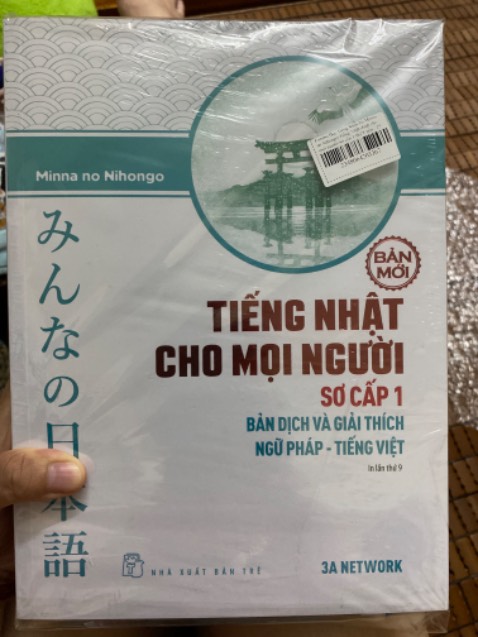 Minna no Nihongo
みんなの日本語
BẢN MỚI
TIẾNG NHẬT
CHO MỌI NGƯỜI
SƠ CẤP 1
BẢN DỊCH VÀ GIẢI THÍCH
NGỮ PHÁP - TIẾNG VIỆT
In lần thứ 9
NHÀ XUẤT BẢN TRẺ
3A NETWORK